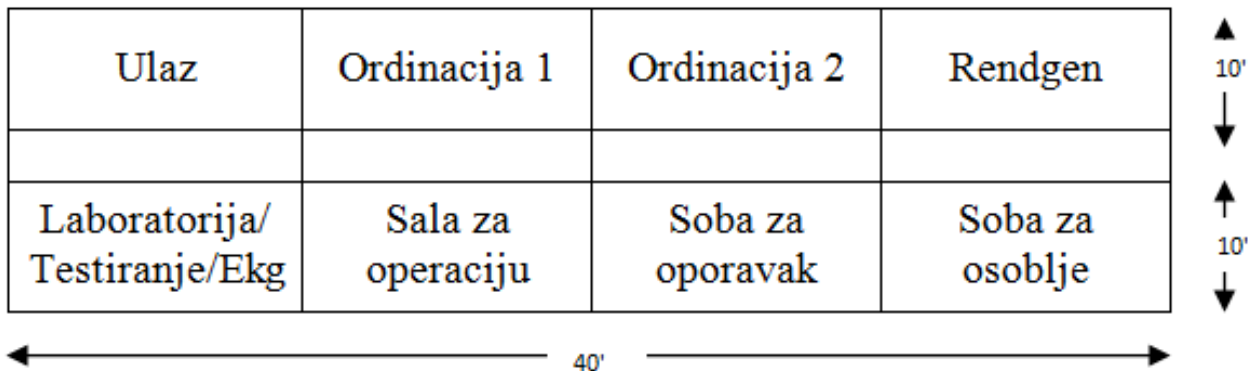 Ulaz
Ordinacija 1
Ordinacija 2
Rendgen
10'
Laboratorija/
Testiranje/Ekg
Sala za
operaciju
Soba za
oporavak
Soba za
osoblje
10'
40'